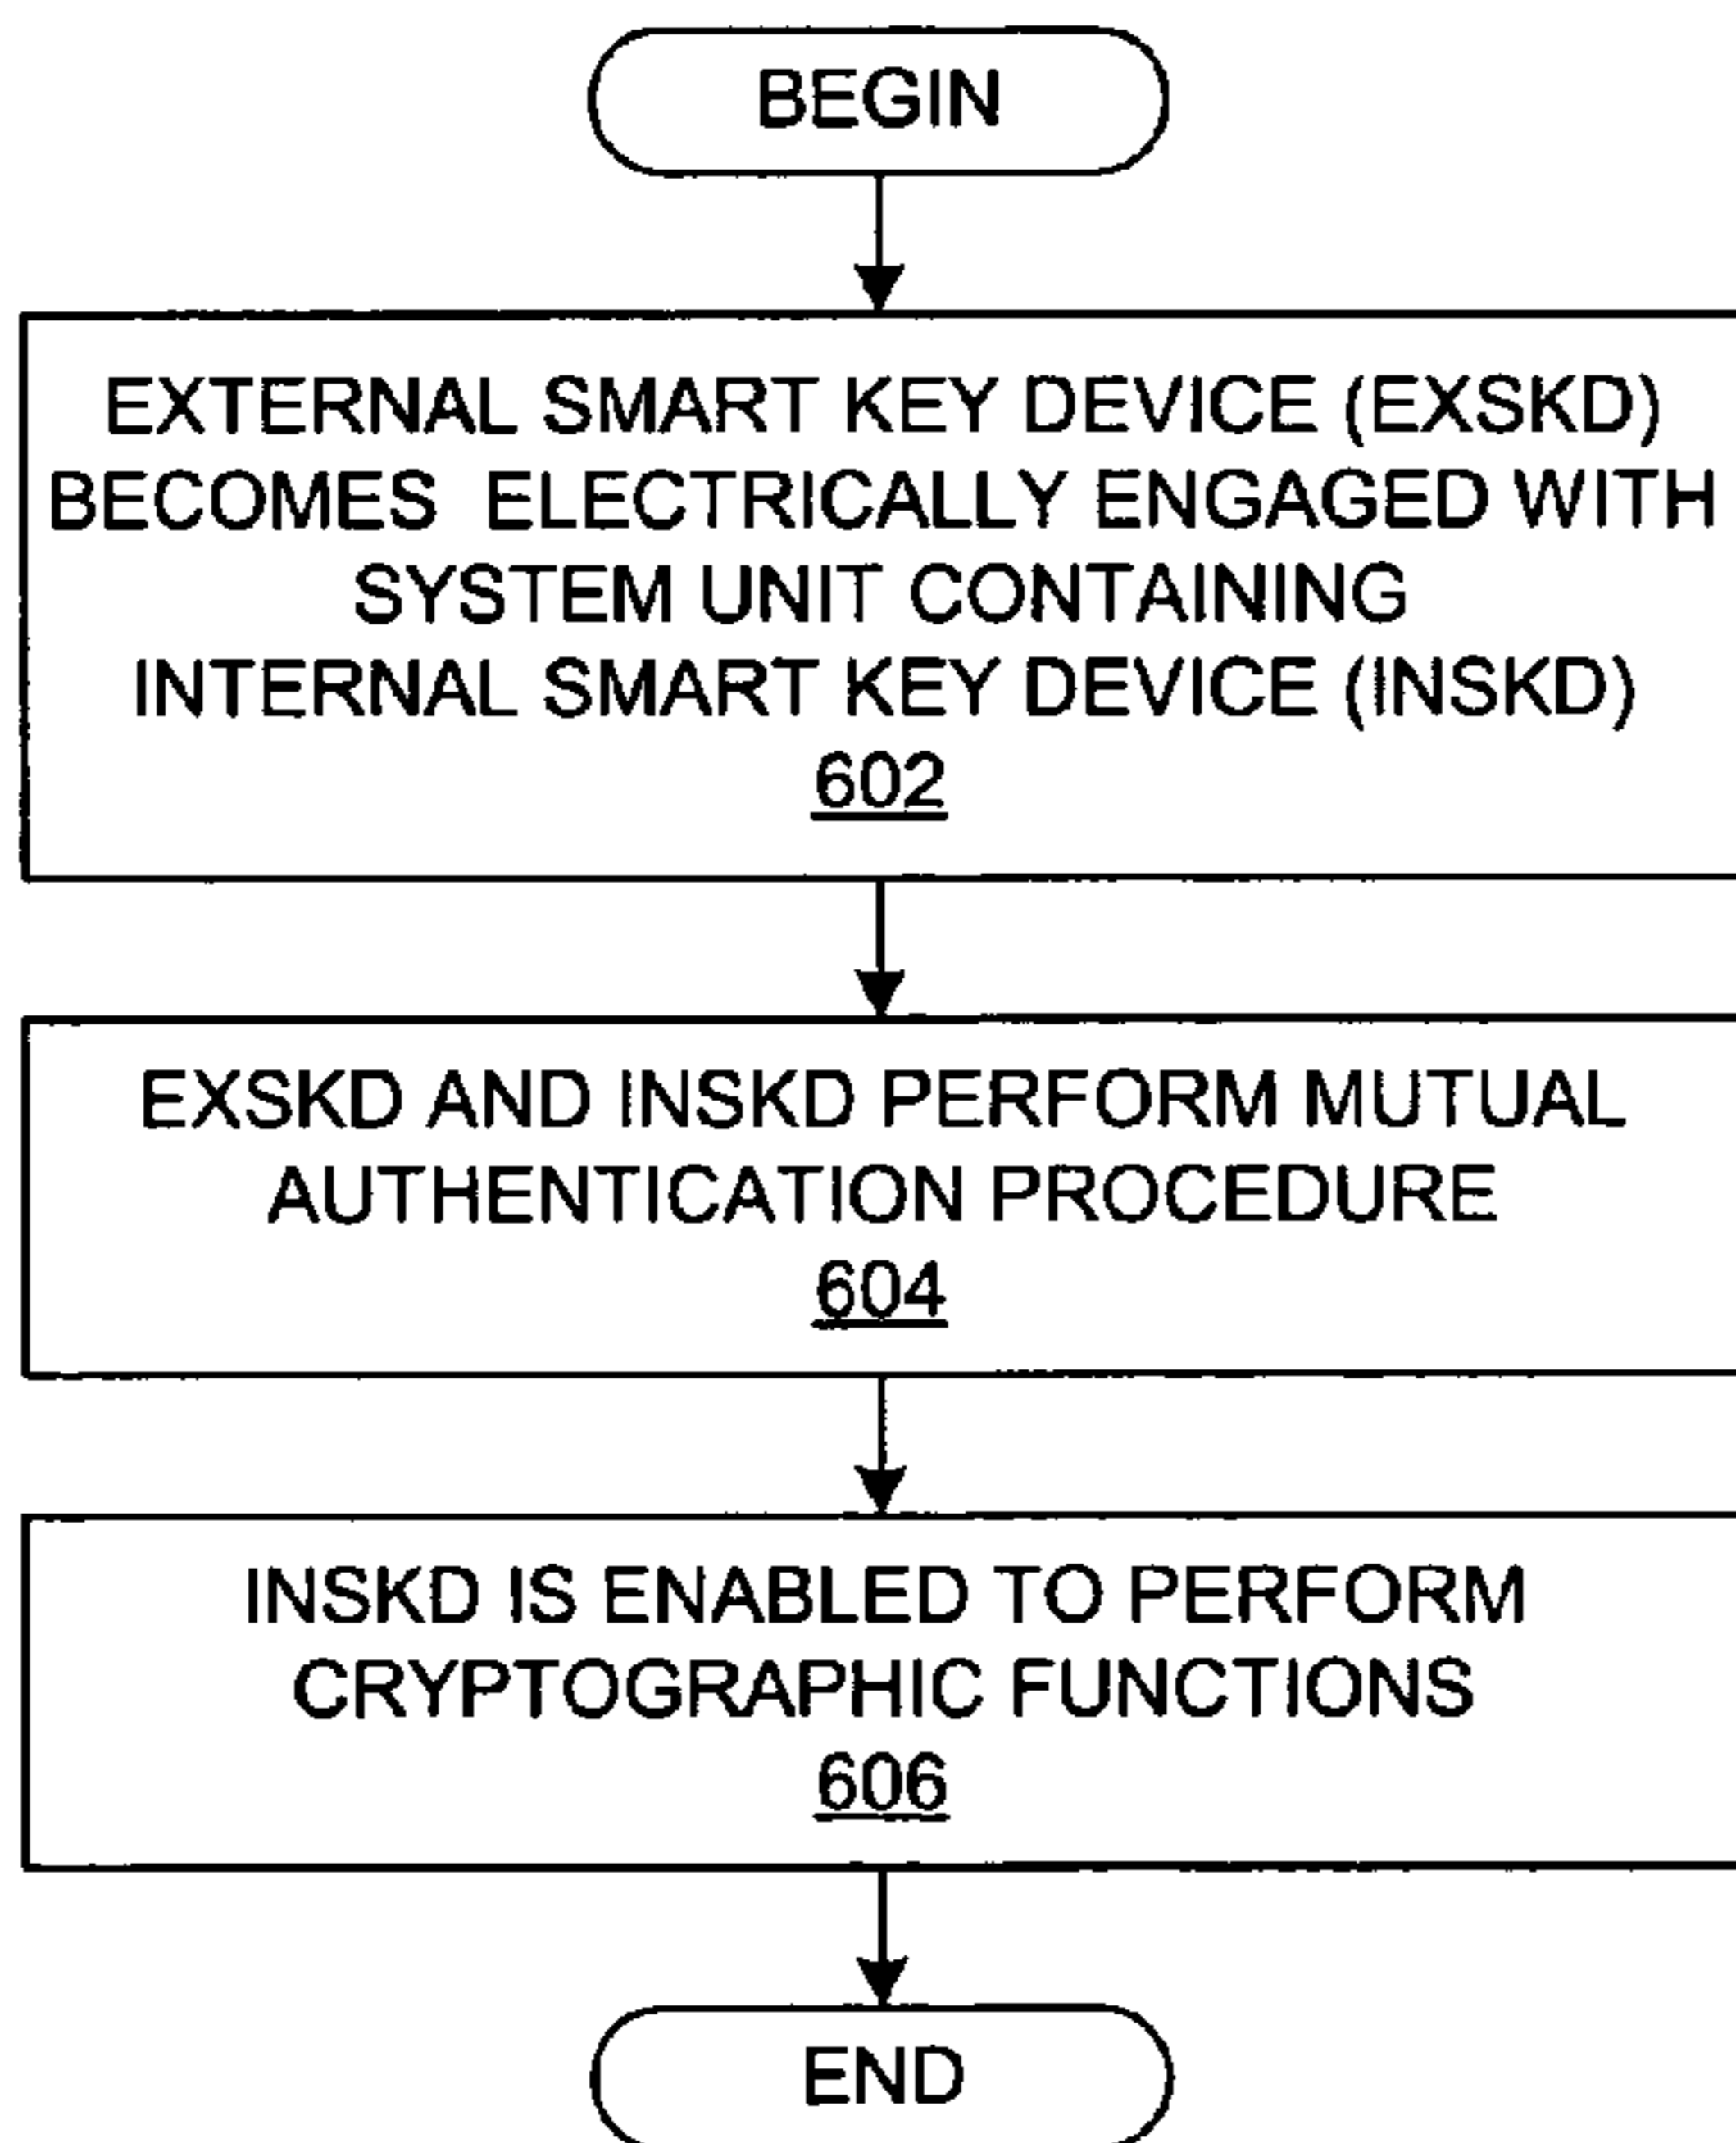 BEGIN
EXTERNAL SMART KEY DEVICE (EXSKD)
BECOMES ELECTRICALLY ENGAGED WITH
SYSTEM UNIT CONTAINING
INTERNAL SMART KEY DEVICE (INSKD)
602
EXSKD AND INSKD PERFORM MUTUAL
AUTHENTICATION PROCEDURE
604
INSKD IS ENABLED TO PERFORM
CRYPTOGRAPHIC FUNCTIONS
606
END